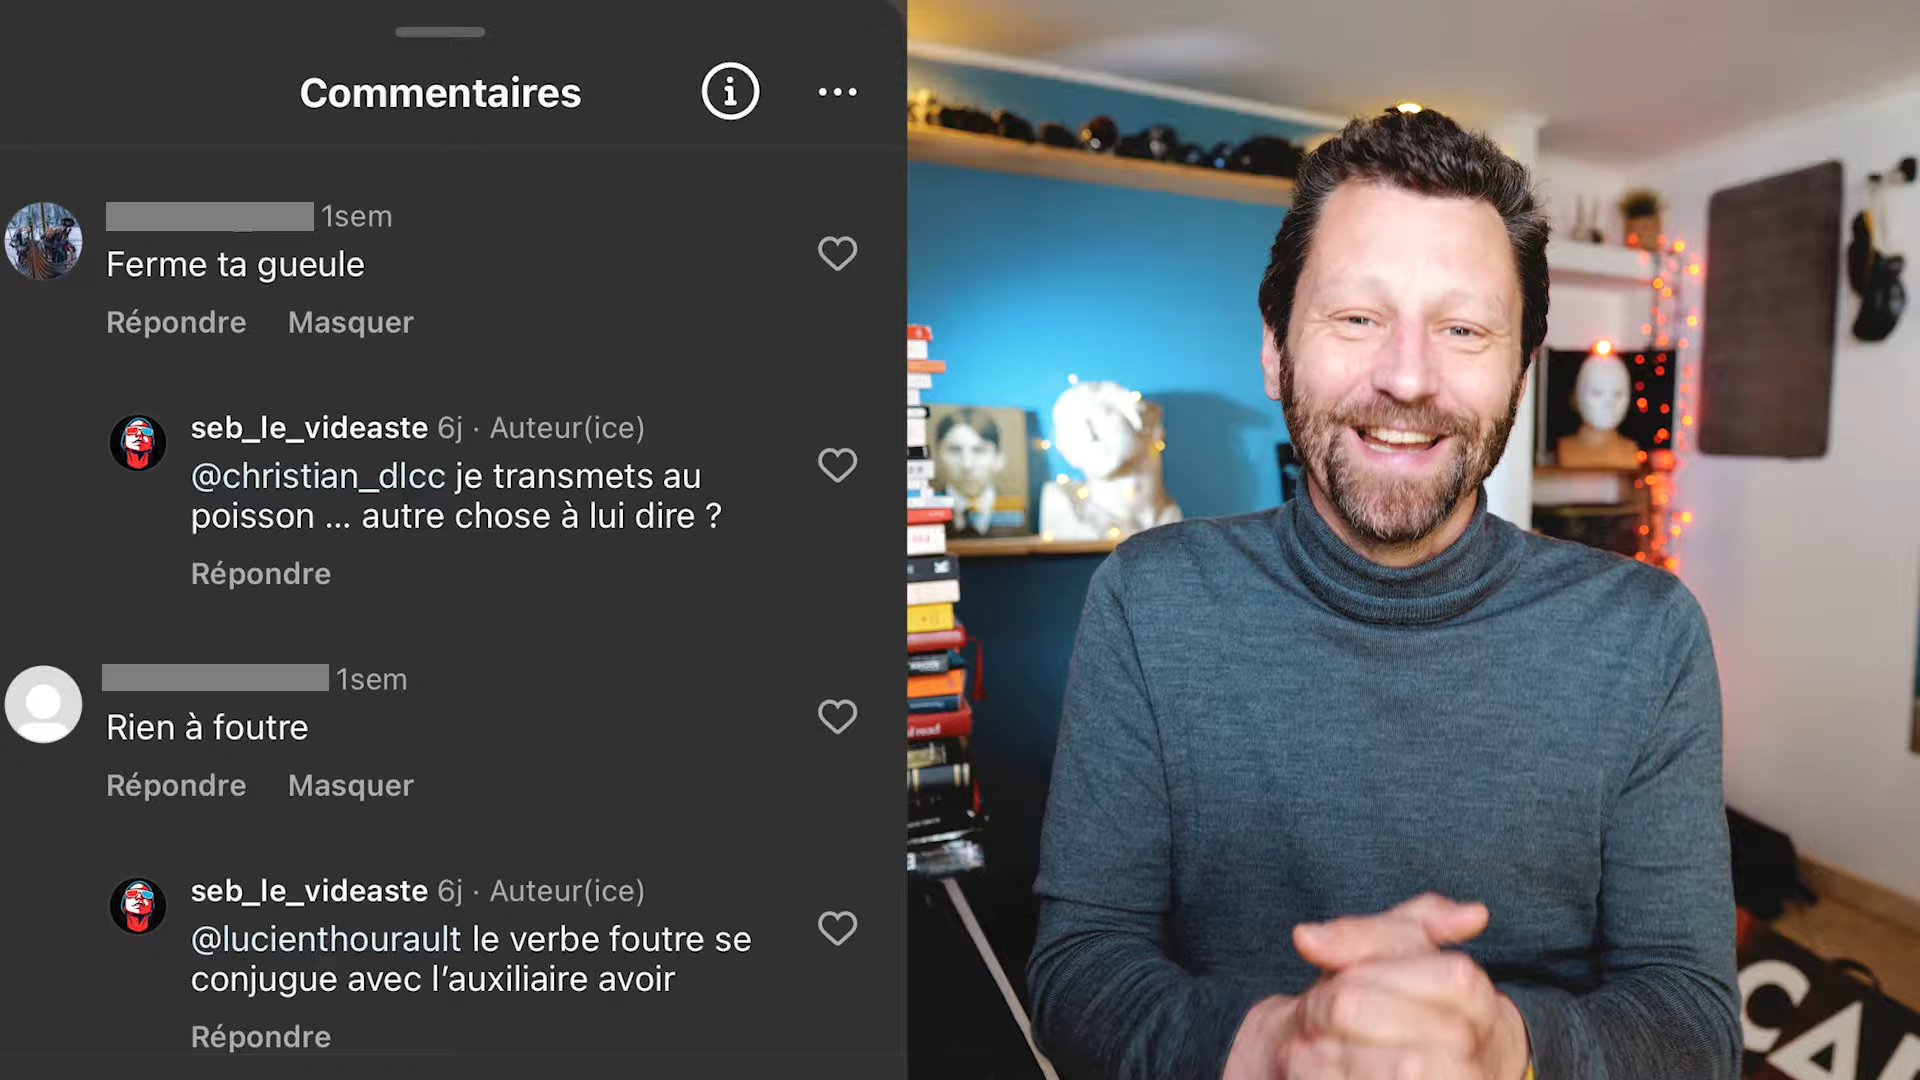 Commentaires
1sem
Ferme ta gueule
Répondre Masquer
seb_le_videaste 6j · Auteur(ice)
@christian_dlcc je transmets au
poisson ... autre chose à lui dire ?
Répondre
1sem
Rien à foutre
Répondre Masquer
seb_le_videaste 6j · Auteur(ice)
@lucienthourault le verbe foutre se
conjugue avec l’auxiliaire avoir
Répondre
CA